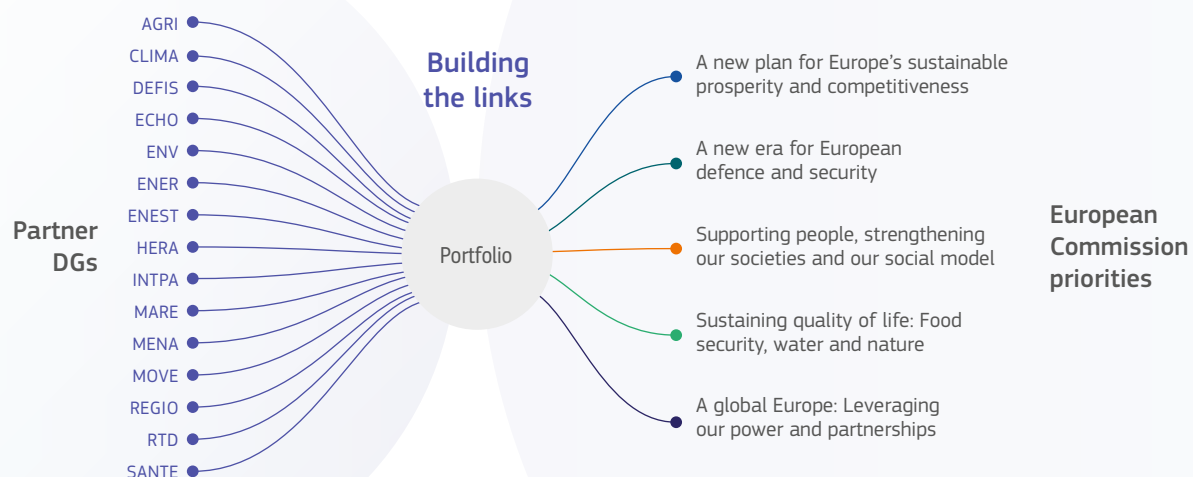 AGRI
CLIMA
DEFIS
ECHO
ENV
ENER
ENEST
HERA
INTPA
MARE
MENA
MOVE
REGIO
RTD
SANTE
Partner
DGs
Building
the links
Portfolio
A new plan for Europe’s sustainable
prosperity and competitiveness
A new era for European
defence and security
Supporting people, strengthening
our societies and our social model
Sustaining quality of life: Food
security, water and nature
A global Europe: Leveraging
our power and partnerships
European
Commission
priorities